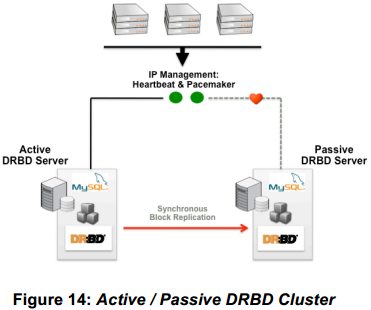 IP Management:
Heartbeat & Pacemaker
Active
DRBD Server
Passive
DRBD Server
MySQL
MySQL
Synchronous
Block Replication
DRBD
DRBD
Figure 14: Active / Passive DRBD Cluster